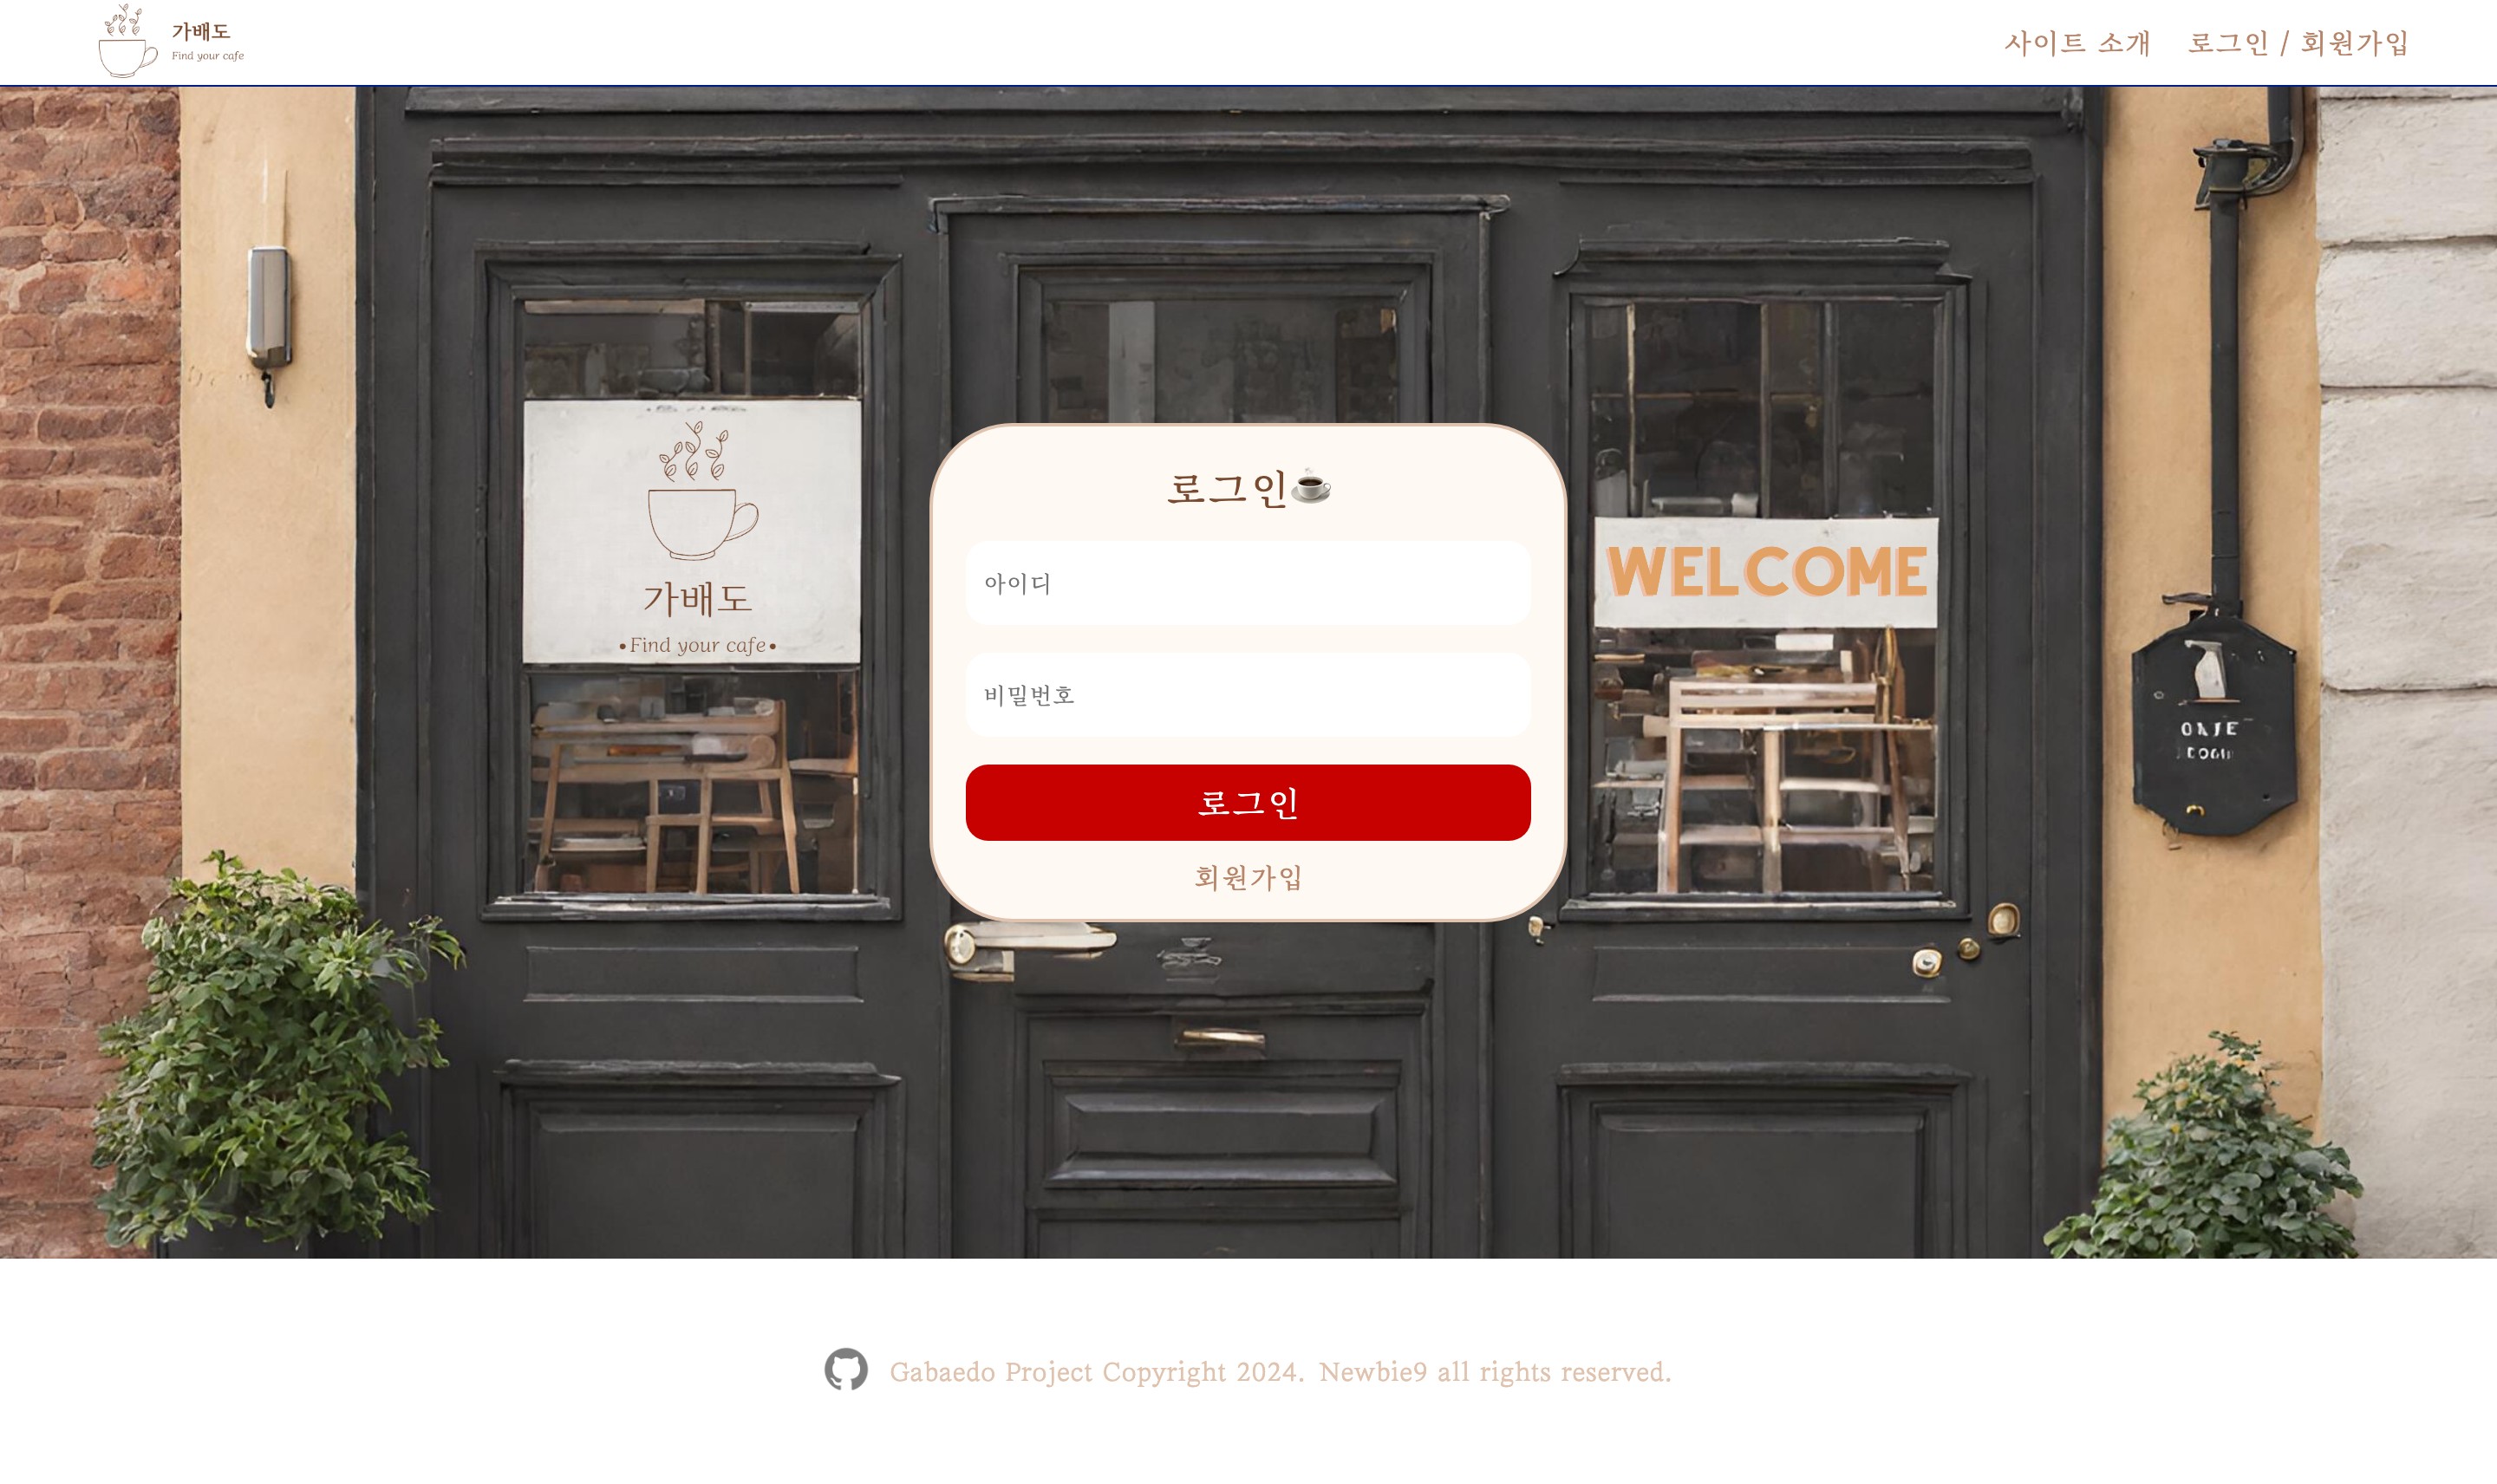 가배도
Find your cafe
사이트 소개
로그인 / 회원가입
가배도
•Find your cafe•
로그인
아이디
비밀번호
로그인
회원가입
WELCOME
Gabaedo Project Copyright 2024. Newbie9 all rights reserved.